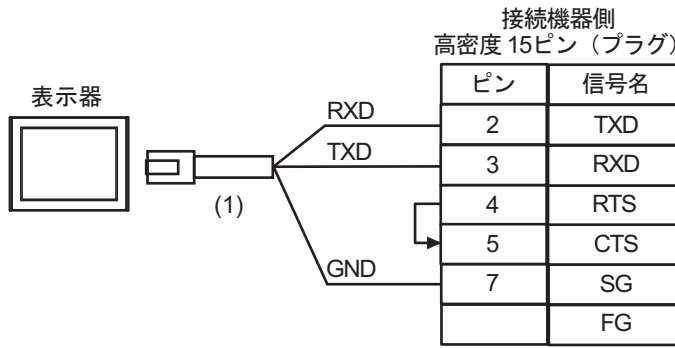 接続機器側
高密度 15ピン（プラグ）
表示器
ピン 信号名
RXD 2 TXD
TXD 3 RXD
4 RTS
(1)
5 CTS
GND 7 SG
FG